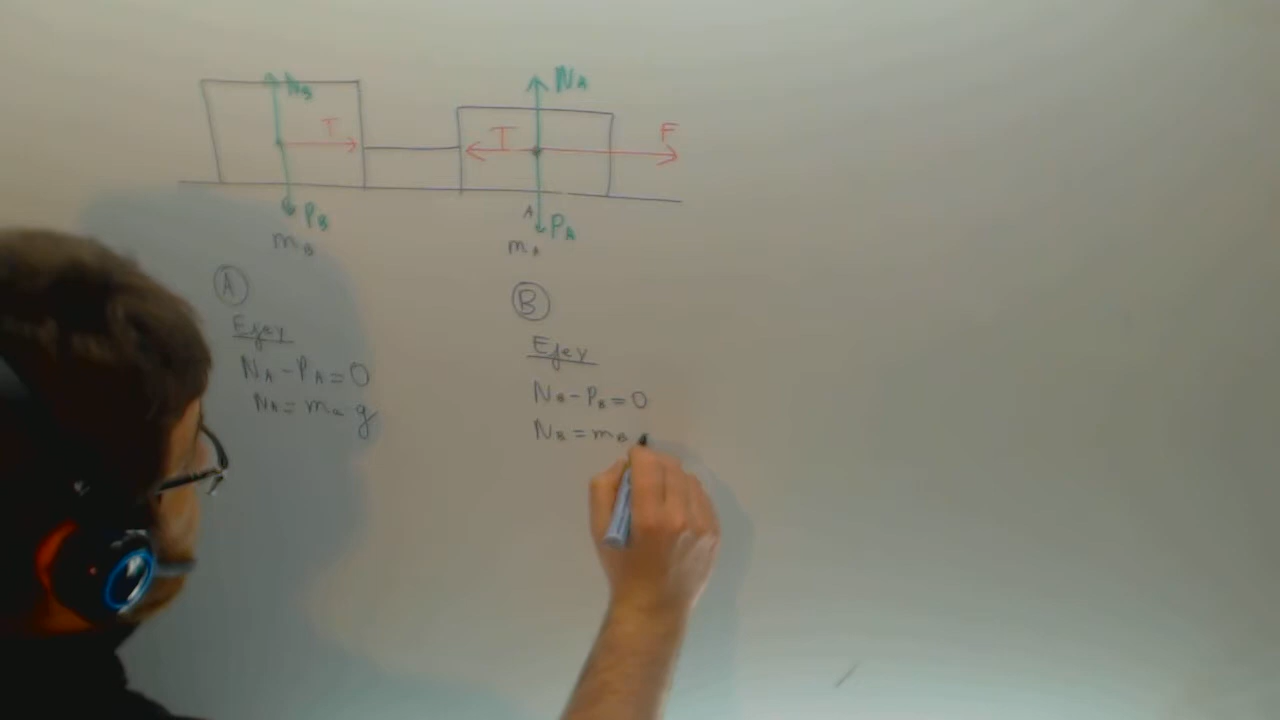 N_B
N_A
T
T
F
P_B
A
P_A
m_B
m_A
A
B
Eje y
Eje y
N_A - P_A = 0
N_B - P_B = 0
N_A = m_a g
N_B = m_B